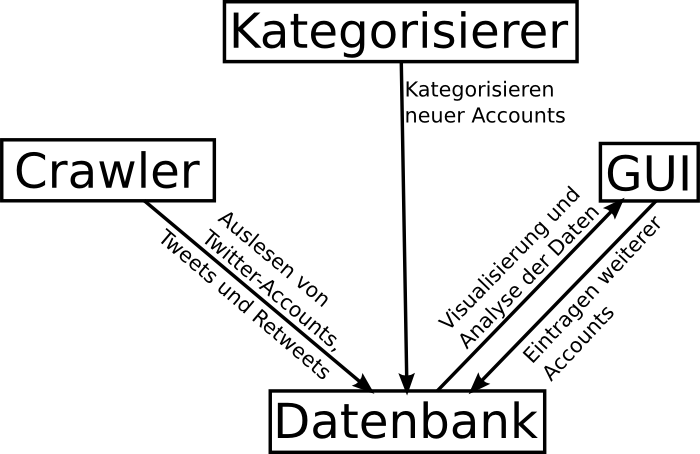 Kategorisierer
Kategorisieren
neuer Accounts
Crawler
GUI
Auslesen von
Twitter-Accounts,
Tweets und Retweets
Visualisierung und
Analyse der Daten
Eintragen weiterer
Accounts
Datenbank